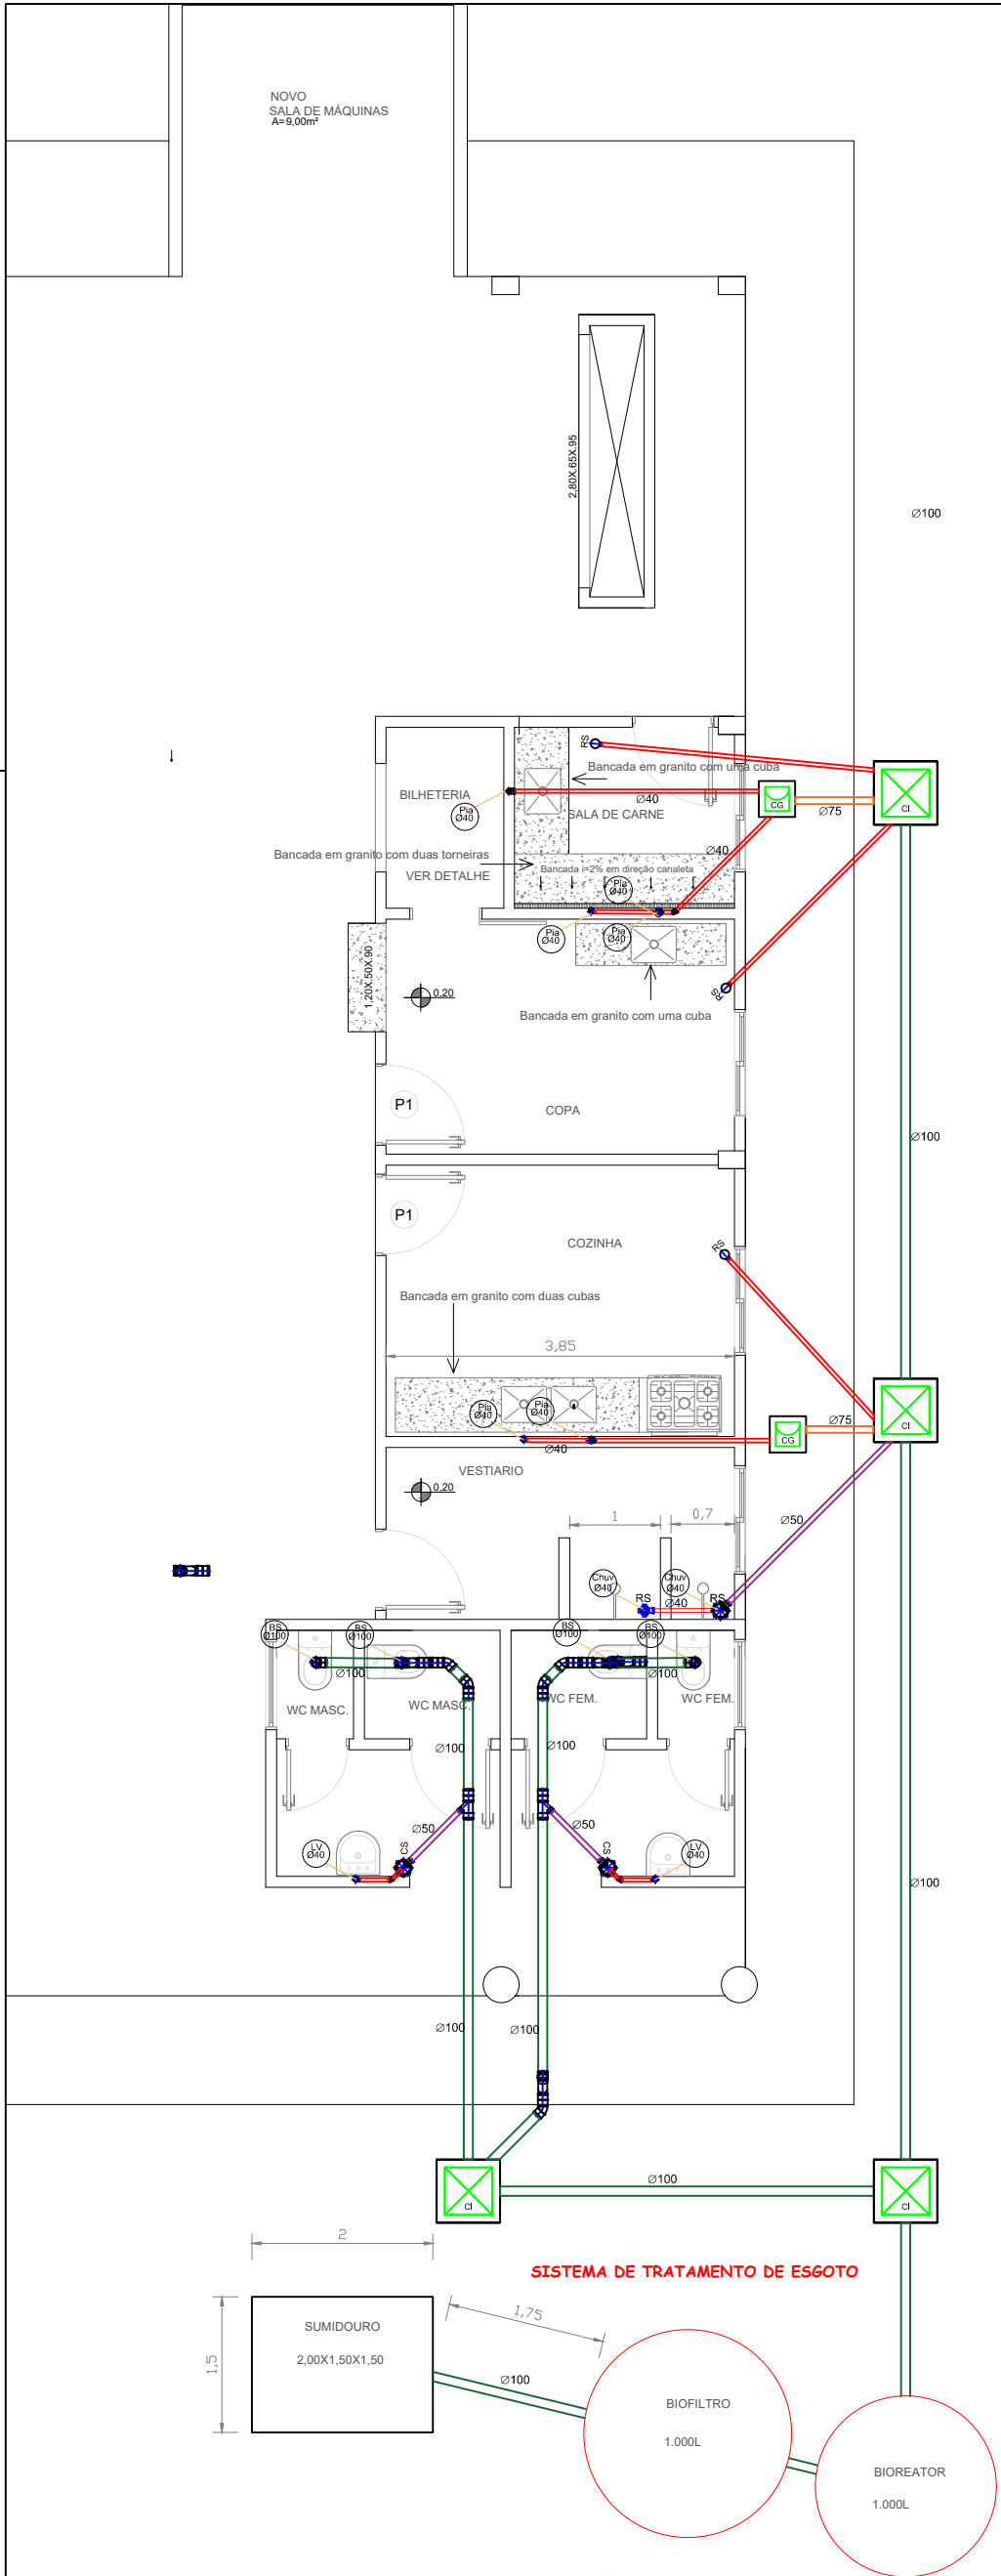 NOVO
SALA DE MÁQUINAS
A=9,00m²
2,80X.65X.95
Ø100
RS
Bancada em granito com uma cuba
BILHETERIA
Pia
Ø40
Ø40
SALA DE CARNE
CG
Ø75
CI
Ø40
Bancada em granito com duas torneiras
VER DETALHE
Bancada i=2% em direção canaleta
Pia
Ø40
Pia
Ø40
Pia
Ø40
1,20X.50X.90
0,20
RS
Bancada em granito com uma cuba
P1
COPA
Ø100
P1
COZINHA
RS
Bancada em granito com duas cubas
3,85
Pia
Ø40
Pia
Ø40
Ø40
CG
Ø75
CI
VESTIARIO
0,20
1
0,7
Ø50
Chuv
Ø40
Chuv
Ø40
RS
RS
Ø40
BS
Ø100
BS
Ø100
BS
Ø100
BS
Ø100
Ø100
Ø100
WC MASC.
WC MASC.
WC FEM.
WC FEM.
Ø100
Ø100
Ø50
Ø50
LV
Ø40
CS
CS
LV
Ø40
Ø100
Ø100
Ø100
CI
Ø100
CI
2
SISTEMA DE TRATAMENTO DE ESGOTO
1,75
1,5
SUMIDOURO
2,00X1,50X1,50
Ø100
BIOFILTRO
1.000L
BIOREATOR
1.000L